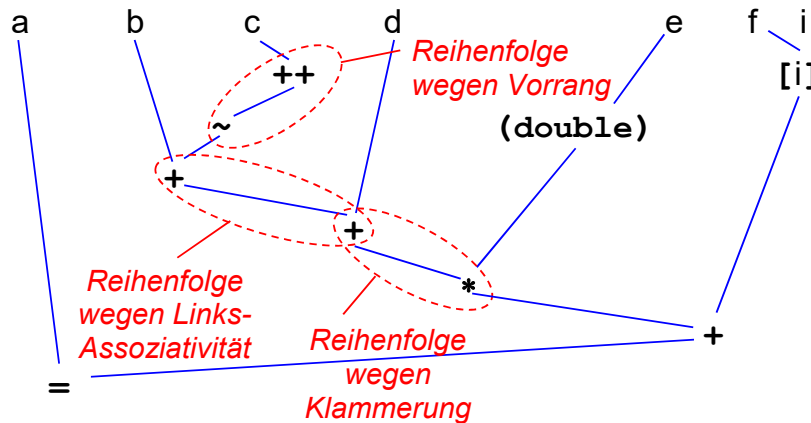 a b c d e f i
++ Reihenfolge
wegen Vorrang
[i]
~
(double)
+
+
Reihenfolge
wegen Links-
Assoziativität
*
Reihenfolge
wegen
Klammerung
+
=